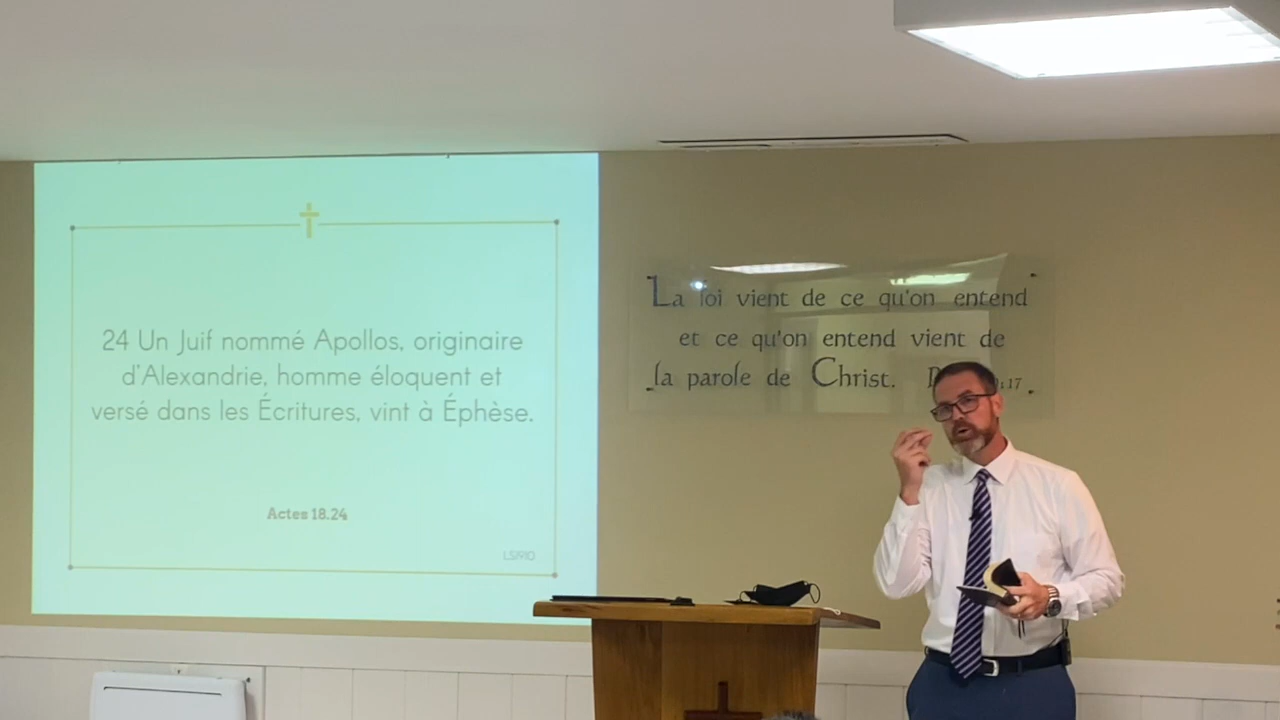 24 Un Juif nommé Apollos, originaire
d'Alexandrie, homme éloquent et
versé dans les Écritures, vint à Éphèse.
Actes 18.24
LS1910
La foi vient de ce qu'on entend
et ce qu'on entend vient de
la parole de Christ. :17